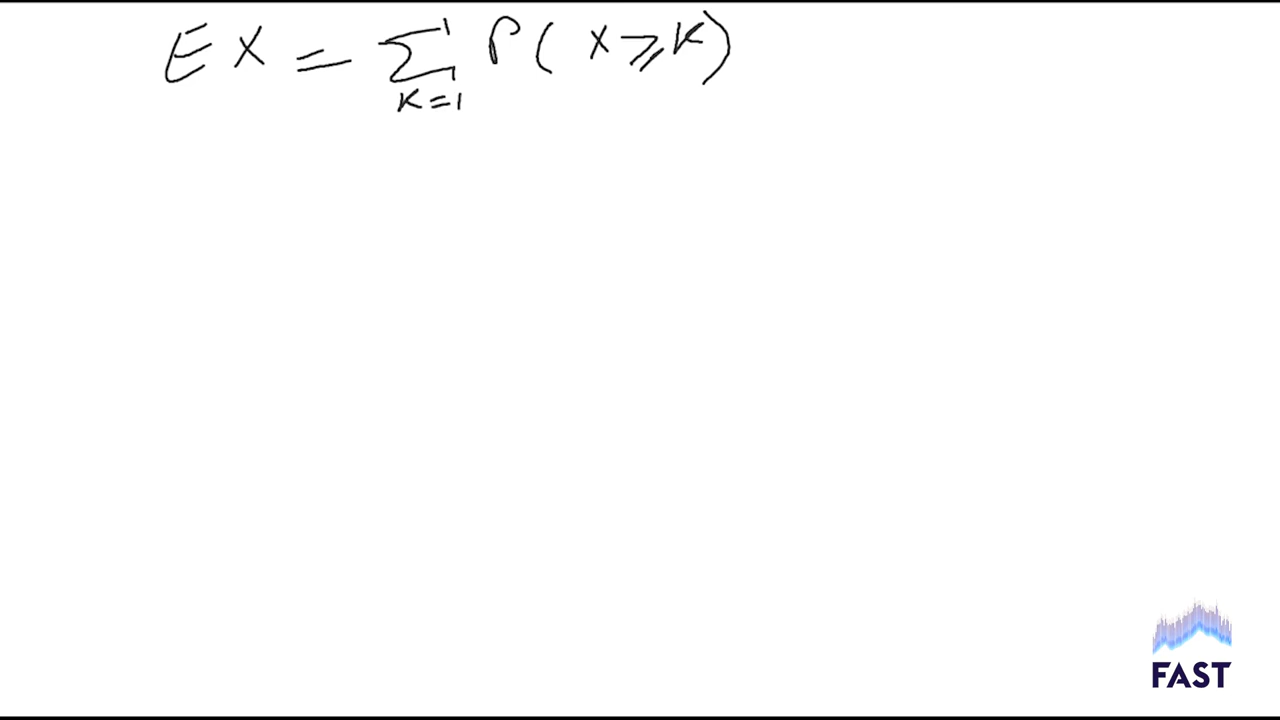 EX = ∑ P(X ⩾ K)
K=1
FAST